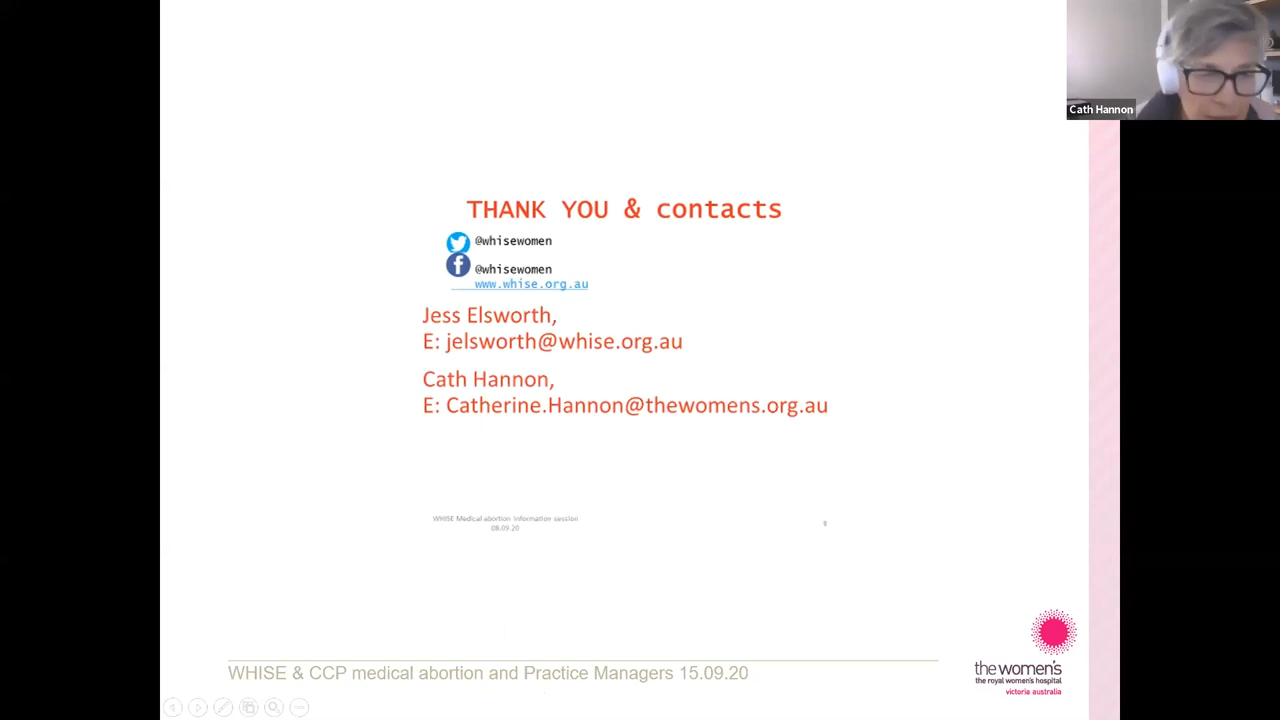 Cath Hannon
THANK YOU & contacts
@whisewomen
@whisewomen
www.whise.org.au
Jess Elsworth,
E: jelsworth@whise.org.au
Cath Hannon,
E: Catherine.Hannon@thewomens.org.au
WHISE Medical abortion information session
08.09.20
9
WHISE & CCP medical abortion and Practice Managers 15.09.20
the women's
the royal women's hospital
victoria australia